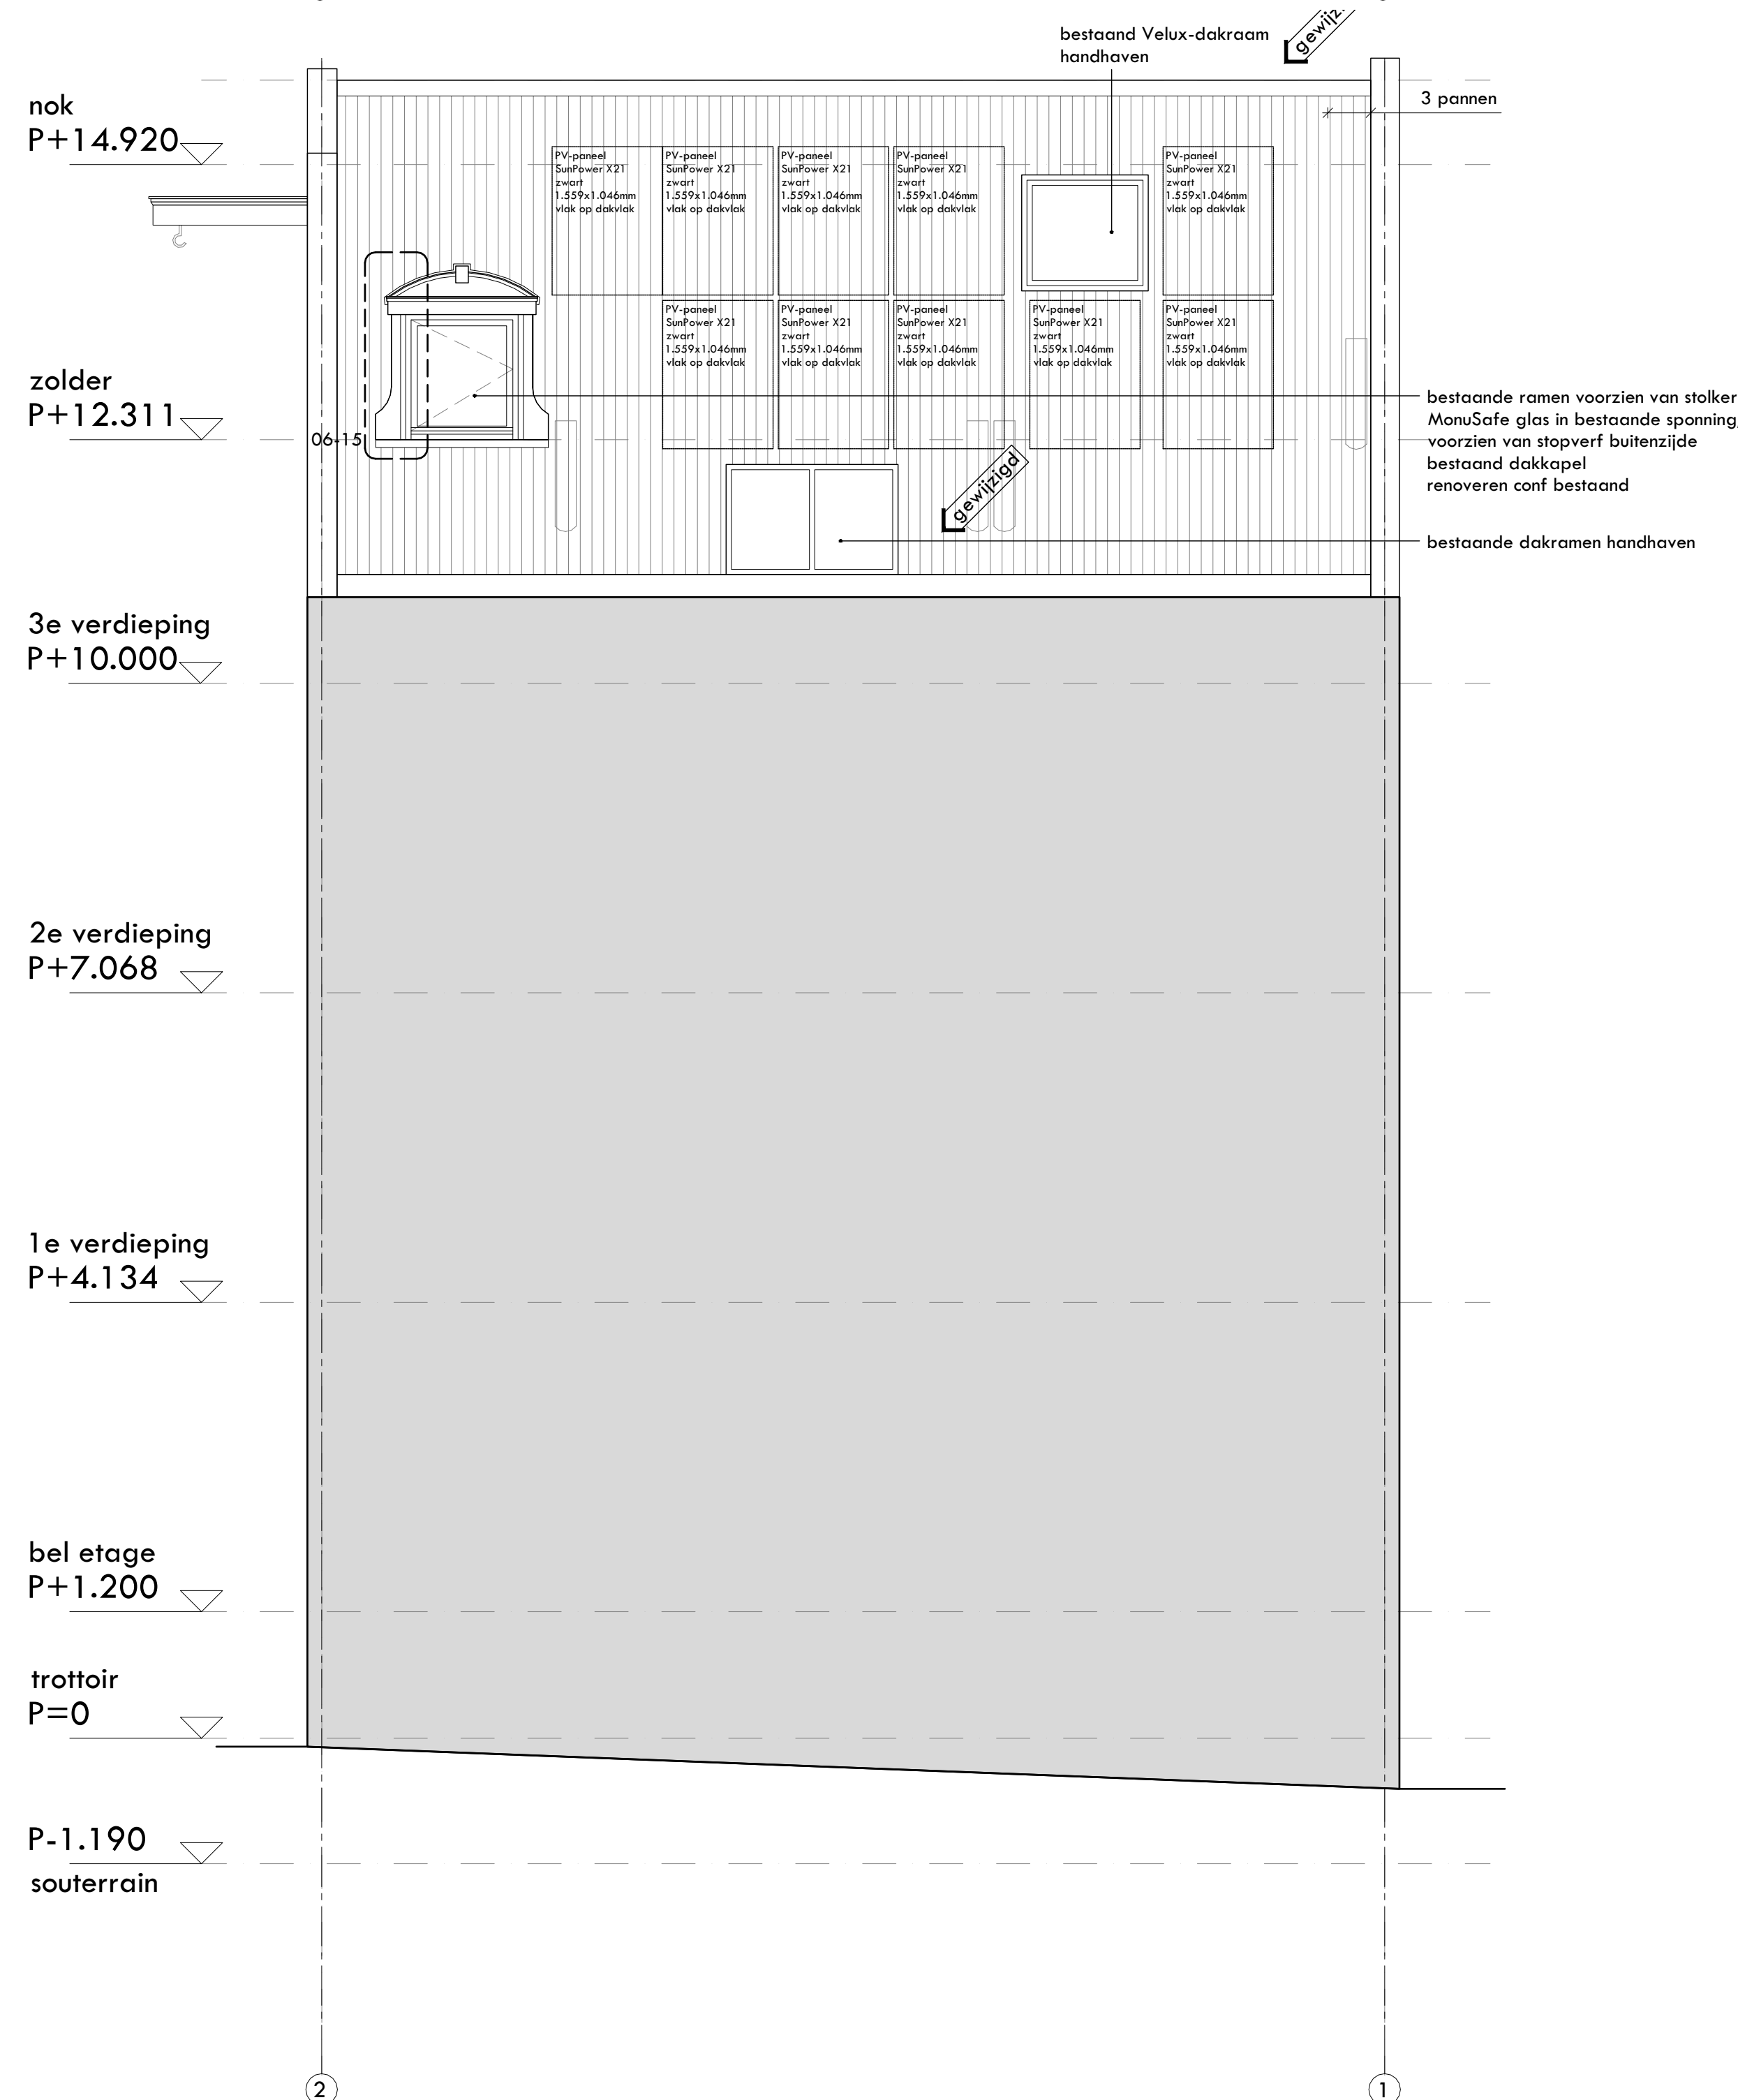 bestaand Velux-dakraam
handhaven
nok
P+14.920
3 pannen
PV-paneel
SunPower X21
zwart
1.559x1.046mm
vlak op dakvlak
PV-paneel
SunPower X21
zwart
1.559x1.046mm
vlak op dakvlak
PV-paneel
SunPower X21
zwart
1.559x1.046mm
vlak op dakvlak
PV-paneel
SunPower X21
zwart
1.559x1.046mm
vlak op dakvlak
PV-paneel
SunPower X21
zwart
1.559x1.046mm
vlak op dakvlak
PV-paneel
SunPower X21
zwart
1.559x1.046mm
vlak op dakvlak
PV-paneel
SunPower X21
zwart
1.559x1.046mm
vlak op dakvlak
PV-paneel
SunPower X21
zwart
1.559x1.046mm
vlak op dakvlak
PV-paneel
SunPower X21
zwart
1.559x1.046mm
vlak op dakvlak
PV-paneel
SunPower X21
zwart
1.559x1.046mm
vlak op dakvlak
zolder
P+12.311
06-15
bestaande ramen voorzien van stolker
MonuSafe glas in bestaande sponning,
voorzien van stopverf buitenzijde
bestaand dakkapel
renoveren conf bestaand
gewijzigd
bestaande dakramen handhaven
3e verdieping
P+10.000
2e verdieping
P+7.068
1e verdieping
P+4.134
bel etage
P+1.200
trottoir
P=0
P-1.190
souterrain
2
1